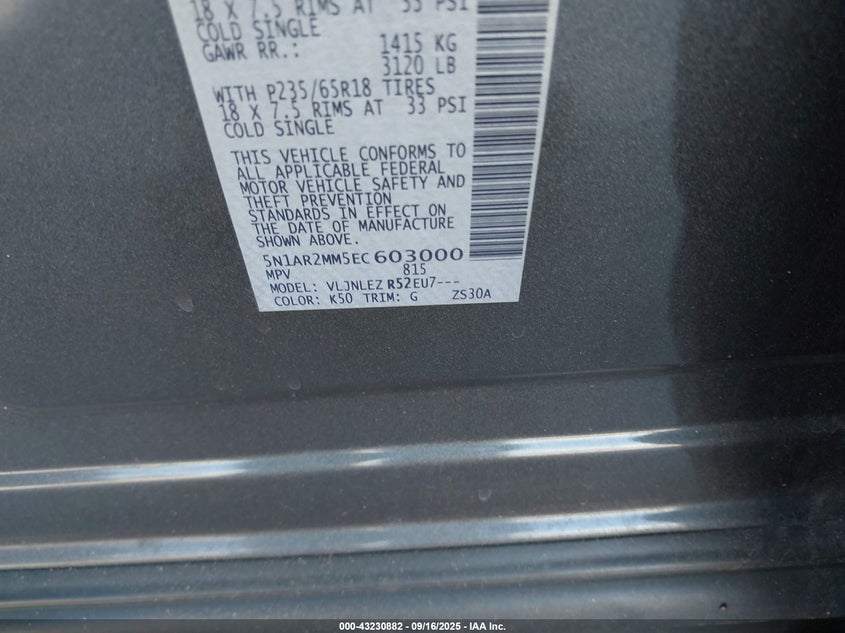 18 X 7.5 RIMS AT 33 PSI
COLD SINGLE
GAWR RR.: 1415 KG
3120 LB
WITH P235/65R18 TIRES
18 X 7.5 RIMS AT 33 PSI
COLD SINGLE
THIS VEHICLE CONFORMS TO
ALL APPLICABLE FEDERAL
MOTOR VEHICLE SAFETY AND
THEFT PREVENTION
STANDARDS IN EFFECT ON
THE DATE OF MANUFACTURE
SHOWN ABOVE.
5N1AR2MM5EC603000
MPV 815
MODEL: VLJNLEZ R52EU7---
COLOR: K50 TRIM: G ZS30A
000-43230882 - 09/16/2025 - IAA Inc.